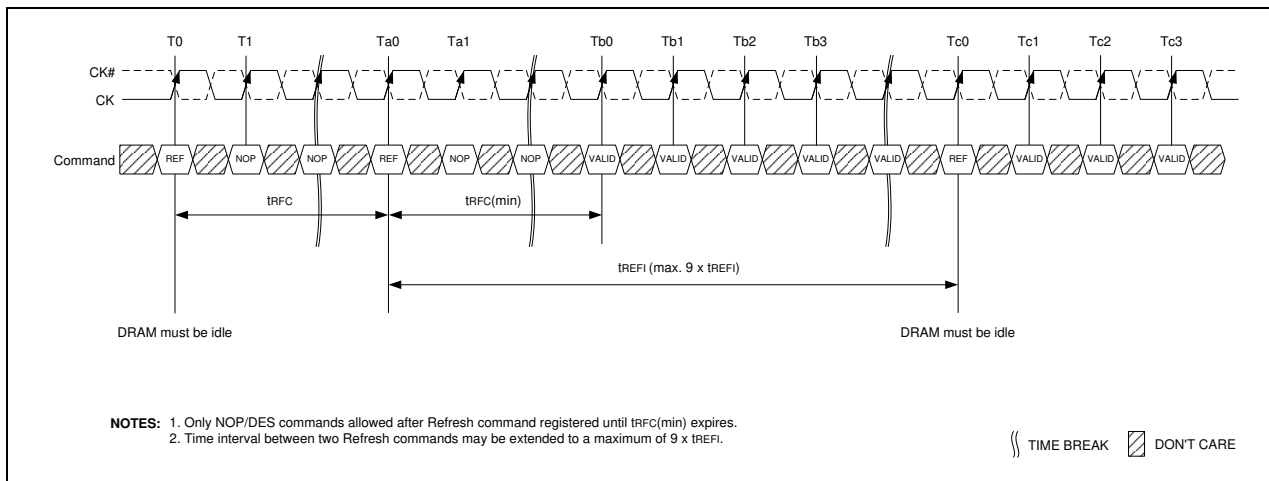 T0 T1 Ta0 Ta1 Tb0 Tb1 Tb2 Tb3 Tc0 Tc1 Tc2 Tc3
CK#
CK
Command REF NOP NOP REF NOP NOP VALID VALID VALID VALID VALID REF VALID VALID VALID
tRFC tRFC(min)
tREFI (max. 9 x tREFI)
DRAM must be idle DRAM must be idle
NOTES: 1. Only NOP/DES commands allowed after Refresh command registered until tRFC(min) expires.
2. Time interval between two Refresh commands may be extended to a maximum of 9 x tREFI.
TIME BREAK DON'T CARE